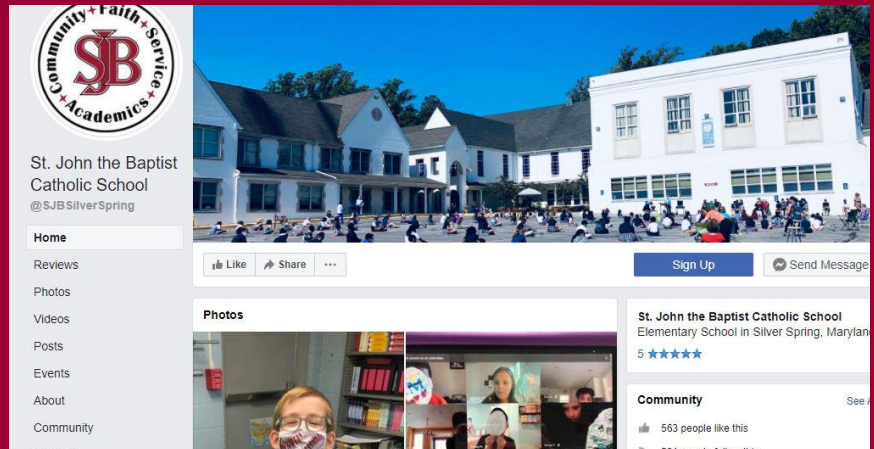 Community + Faith + Service + Academics +
SJB
St. John the Baptist
Catholic School
@SJBSilverSpring
Home
Reviews
Photos
Videos
Posts
Events
About
Community
Like
Share
Sign Up
Send Message
Photos
St. John the Baptist Catholic School
Elementary School in Silver Spring,
5 ★★★★★
Community
See
563 people like this